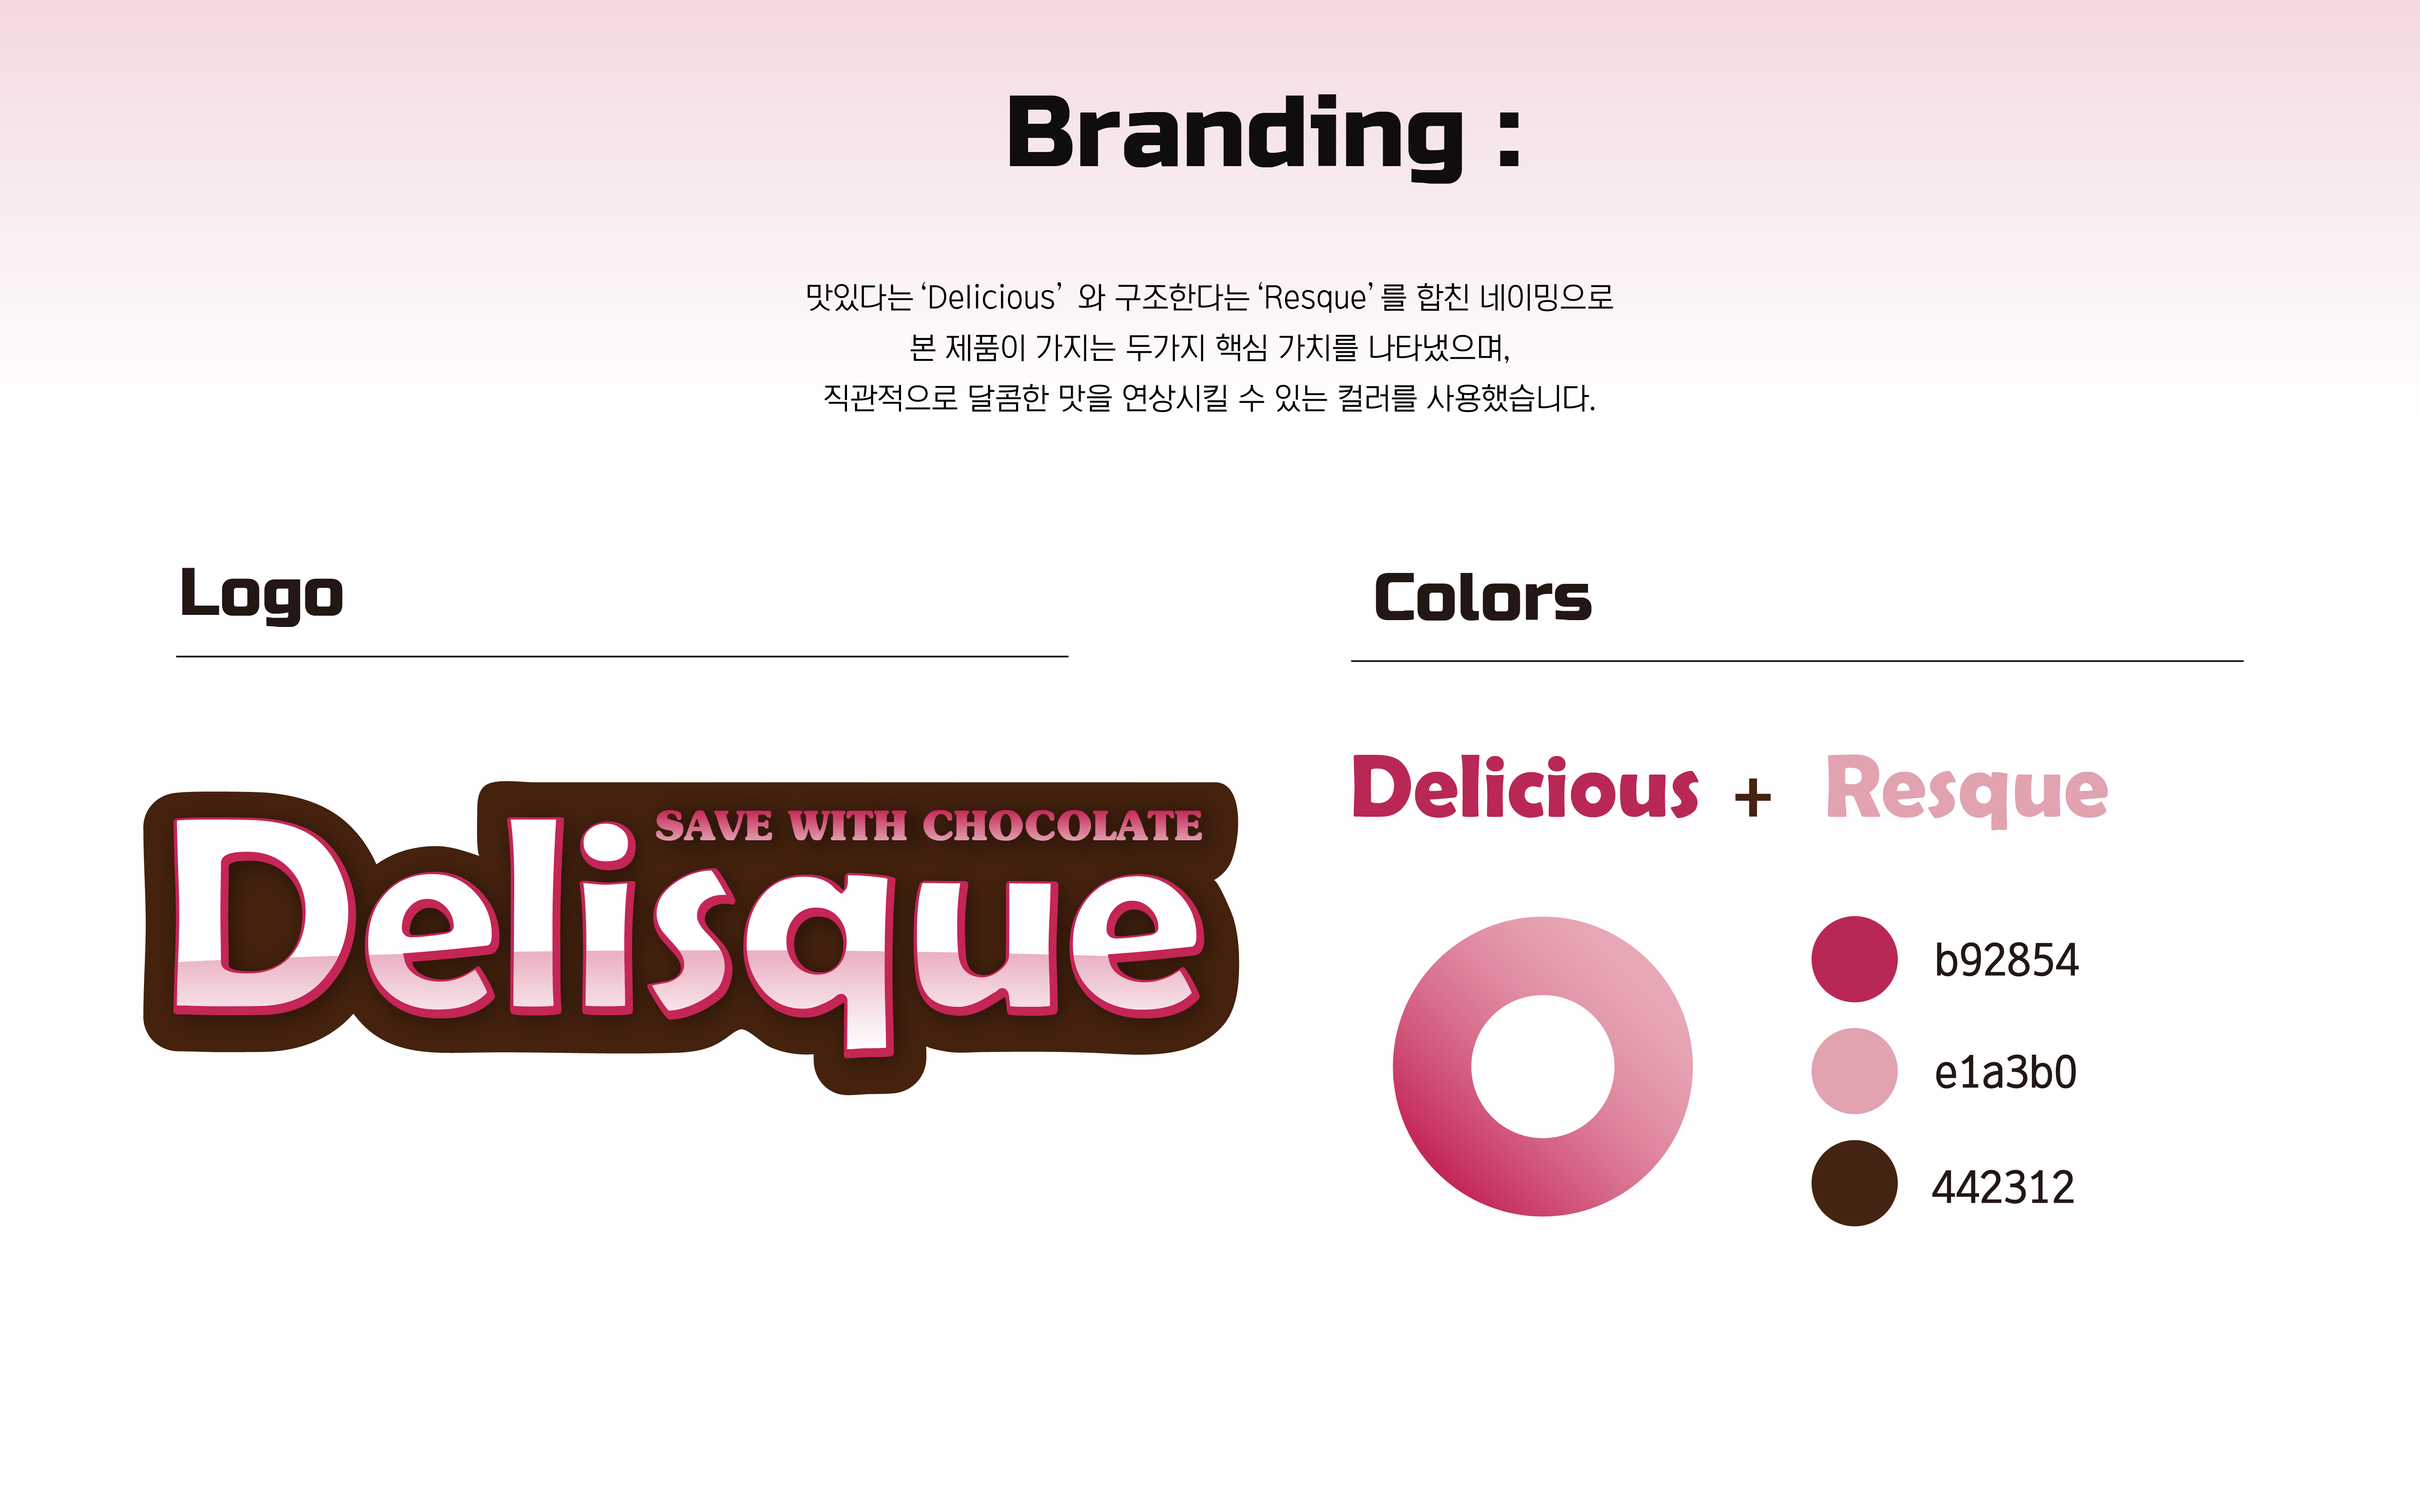 Branding :
맛있다는 ‘Delicious’ 와 구조한다는 ‘Resque’ 를 합친 네이밍으로
본 제품이 가지는 두가지 핵심 가치를 나타냈으며,
직관적으로 달콤한 맛을 연상시킬 수 있는 컬러를 사용했습니다.
Logo
SAVE WITH CHOCOLATE
Delisque
Colors
Delicious + Resque
b92854
e1a3b0
442312